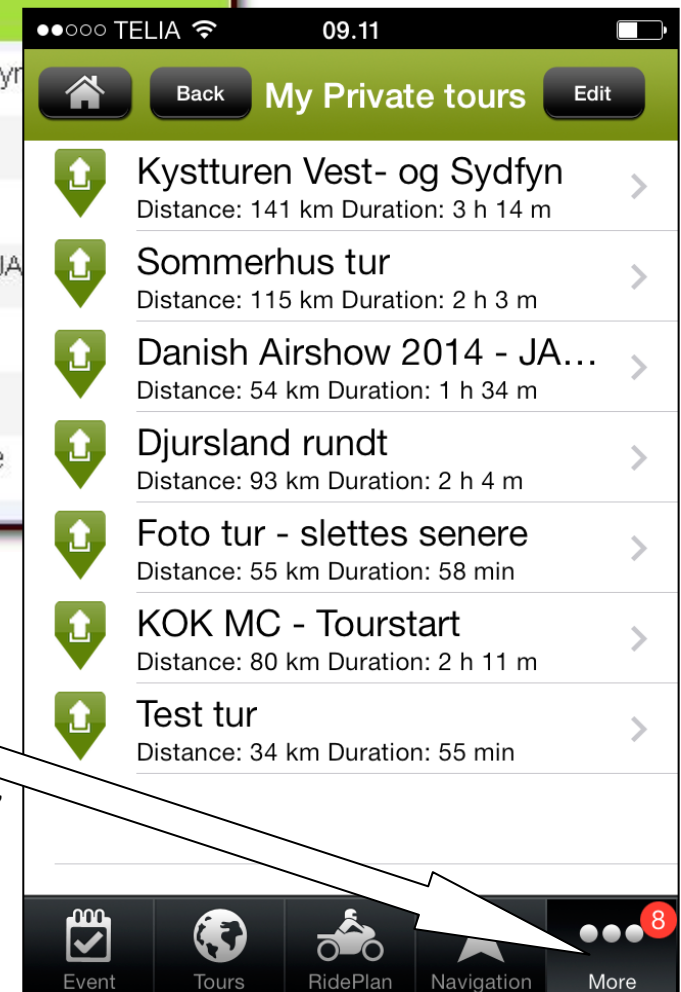 TELIA 09.11
Back My Private tours Edit
Kystturen Vest- og Sydfyn
Distance: 141 km Duration: 3 h 14 m
Sommerhus tur
Distance: 115 km Duration: 2 h 3 m
Danish Airshow 2014 - JA...
Distance: 54 km Duration: 1 h 34 m
Djursland rundt
Distance: 93 km Duration: 2 h 4 m
Foto tur - slettes senere
Distance: 55 km Duration: 58 min
KOK MC - Tourstart
Distance: 80 km Duration: 2 h 11 m
Test tur
Distance: 34 km Duration: 55 min
8
Event Tours RidePlan Navigation More